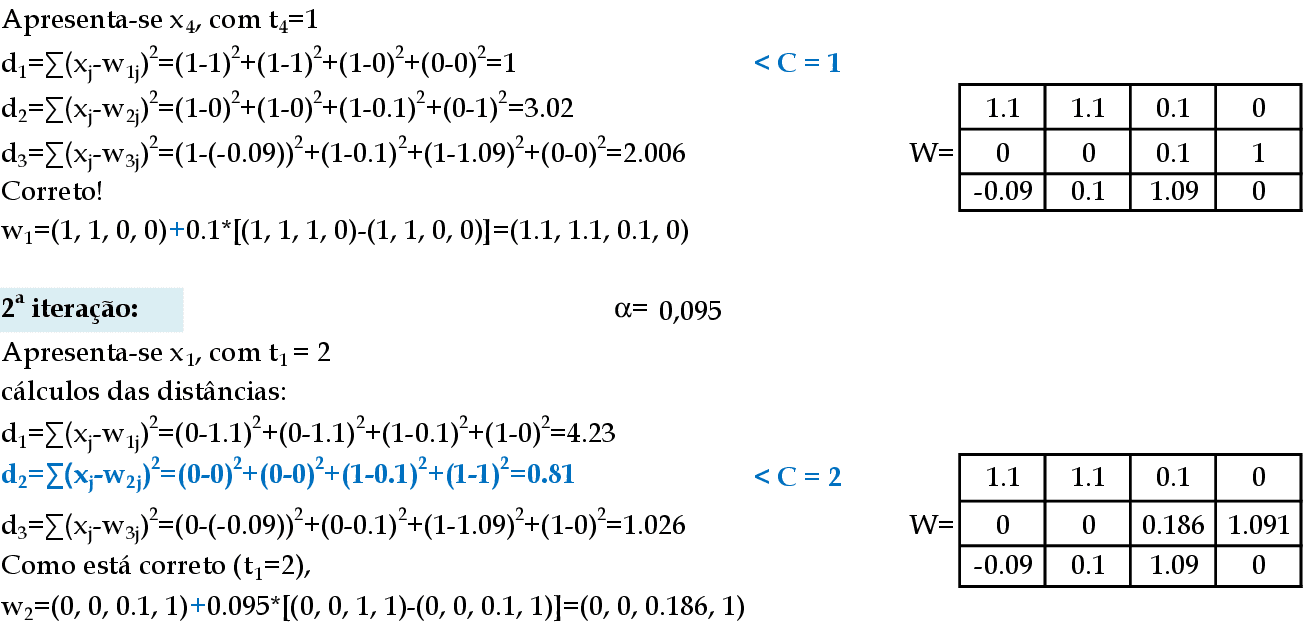 Apresenta-se x₄, com t₄=1
d₁=∑(xⱼ-w₁ⱼ)²=(1-1)²+(1-1)²+(1-0)²+(0-0)²=1 < C = 1
d₂=∑(xⱼ-w₂ⱼ)²=(1-0)²+(1-0)²+(1-0.1)²+(0-1)²=3.02
d₃=∑(xⱼ-w₃ⱼ)²=(1-(-0.09))²+(1-0.1)²+(1-1.09)²+(0-0)²=2.006
Correto!
w₁=(1, 1, 0, 0)+0.1*[(1, 1, 1, 0)-(1, 1, 0, 0)]=(1.1, 1.1, 0.1, 0)
W=
1.1 1.1 0.1 0
0 0 0.1 1
-0.09 0.1 1.09 0
2ª iteração: α= 0,095
Apresenta-se x₁, com t₁ = 2
cálculos das distâncias:
d₁=∑(xⱼ-w₁ⱼ)²=(0-1.1)²+(0-1.1)²+(1-0.1)²+(1-0)²=4.23
d₂=∑(xⱼ-w₂ⱼ)²=(0-0)²+(0-0)²+(1-0.1)²+(1-1)²=0.81 < C = 2
d₃=∑(xⱼ-w₃ⱼ)²=(0-(-0.09))²+(0-0.1)²+(1-1.09)²+(1-0)²=1.026
Como está correto (t₁=2),
w₂=(0, 0, 0.1, 1)+0.095*[(0, 0, 1, 1)-(0, 0, 0.1, 1)]=(0, 0, 0.186, 1)
W=
1.1 1.1 0.1 0
0 0 0.186 1.091
-0.09 0.1 1.09 0